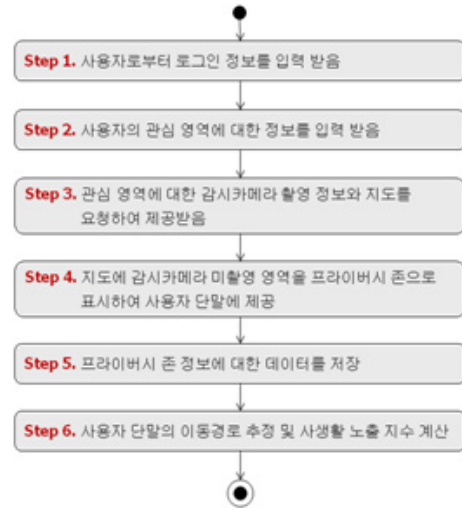 Step 1. 사용자로부터 로그인 정보를 입력 받음
Step 2. 사용자의 관심 영역에 대한 정보를 입력 받음
Step 3. 관심 영역에 대한 감시카메라 촬영 정보와 지도를
요청하여 제공받음
Step 4. 지도에 감시카메라 미촬영 영역을 프라이버시 존으로
표시하여 사용자 단말에 제공
Step 5. 프라이버시 존 정보에 대한 데이터를 저장
Step 6. 사용자 단말의 이동경로 추정 및 사생활 노출 지수 계산